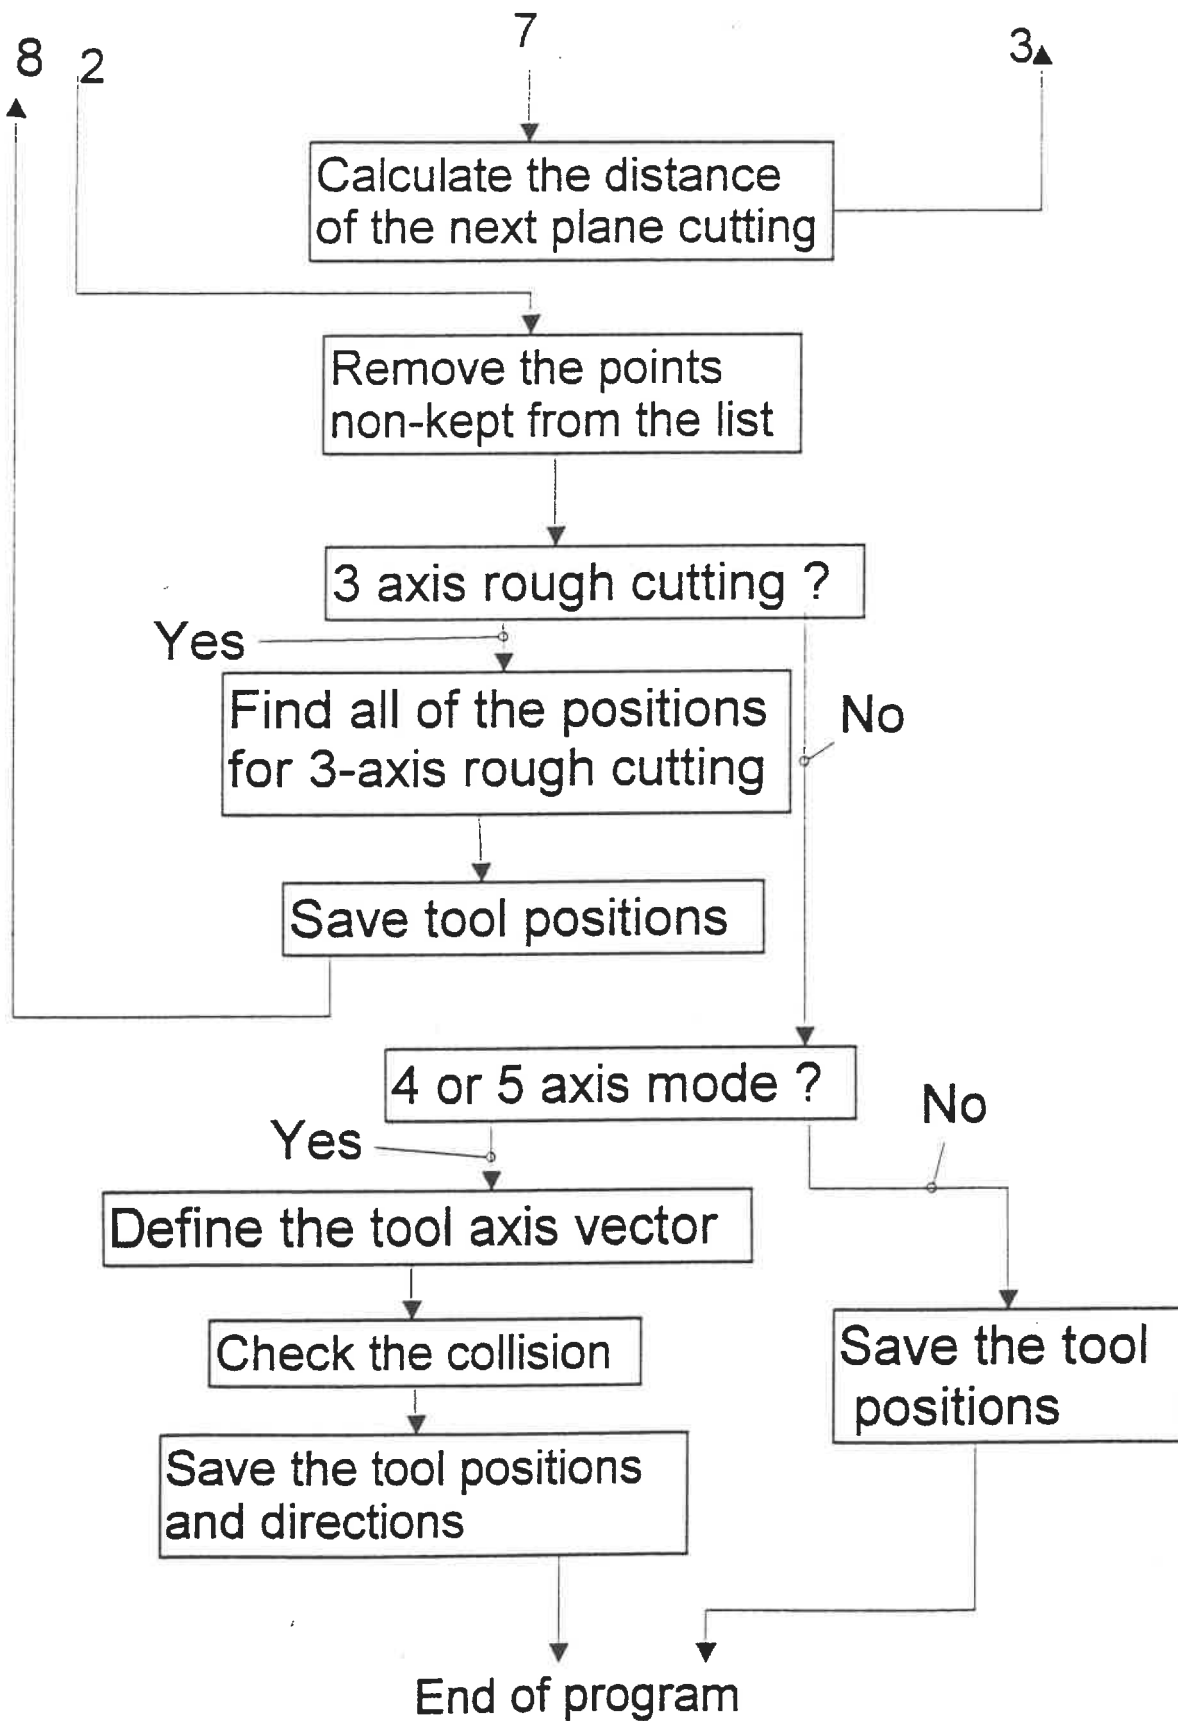 7
3
8
2
Calculate the distance
of the next plane cutting
Remove the points
non-kept from the list
3 axis rough cutting ?
Yes
Find all of the positions
for 3-axis rough cutting
No
Save tool positions
4 or 5 axis mode ?
No
Yes
Define the tool axis vector
Check the collision
Save the tool
positions
Save the tool positions
and directions
End of program